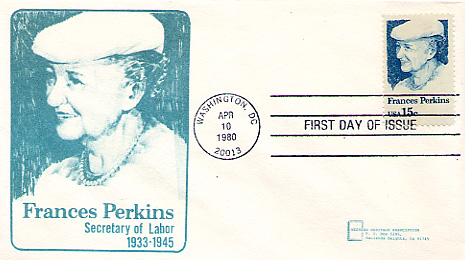 Frances Perkins
Secretary of Labor
1933-1945
WASHINGTON, DC
APR
10
1980
20013
FIRST DAY OF ISSUE
Frances Perkins
USA 15c
P. O. Box